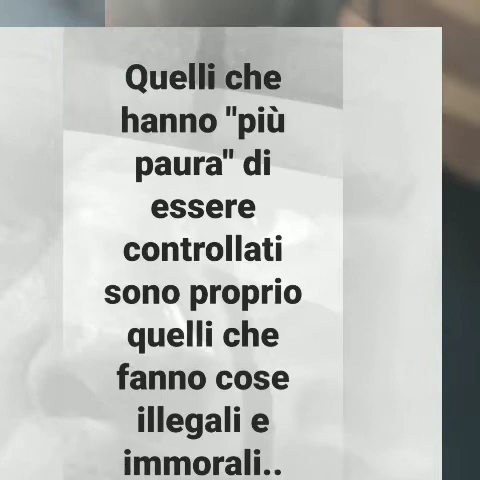 Quelli che
hanno "più
paura" di
essere
controllati
sono proprio
quelli che
fanno cose
illegali e
immorali..